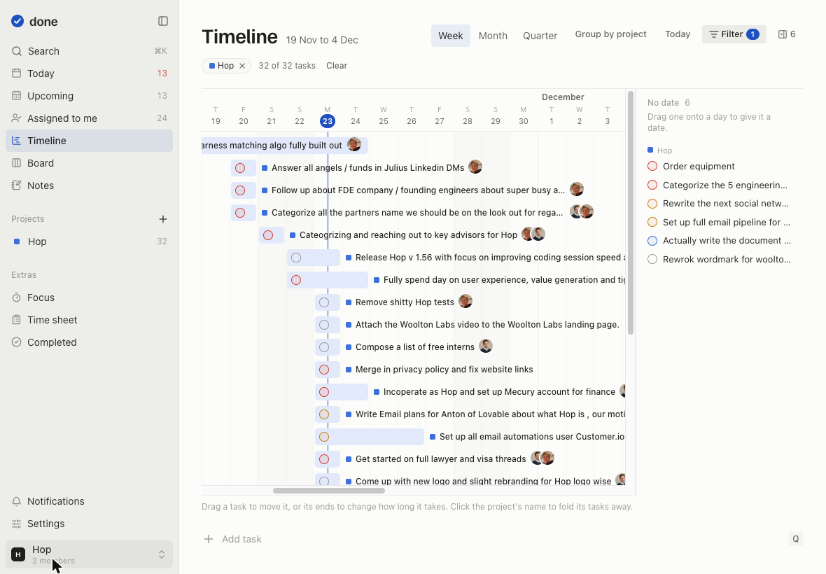 done
Search ⌘K
Today 13
Upcoming 13
Assigned to me 24
Timeline
Board
Notes
Projects +
Hop 32
Extras
Focus
Time sheet
Completed
Notifications
Settings
H Hop
2 members
Timeline 19 Nov to 4 Dec
Week Month Quarter Group by project Today Filter 1 6
Hop × 32 of 32 tasks Clear
December
T F S S M T W T F S S M T W T
19 20 21 22 23 24 25 26 27 28 29 30 1 2 3
arness matching algo fully built out
Answer all angels / funds in Julius Linkedin DMs
Follow up about FDE company / founding engineers about super busy a...
Categorize all the partners name we should be on the look out for rega...
Cateogrizing and reaching out to key advisors for Hop
Release Hop v 1.56 with focus on improving coding session speed
Fully spend day on user experience, value generation and
Remove shitty Hop tests
Attach the Woolton Labs video to the Woolton Labs landing page.
Compose a list of free interns
Merge in privacy policy and fix website links
Incoperate as Hop and set up Mecury account for finance
Write Email plans for Anton of Lovable about what Hop is , our moti
Set up all email automations user Customer.io
Get started on full lawyer and visa threads
Come up with new logo and slight rebranding for Hop logo wise
Drag a task to move it, or its ends to change how long it takes. Click the project's name to fold its tasks away.
+ Add task Q
No date 6
Drag one onto a day to give it a
date.
Hop
Order equipment
Categorize the 5 engineerin...
Rewrite the next social netw...
Set up full email pipeline for ...
Actually write the document ...
Rewrok wordmark for woolto...